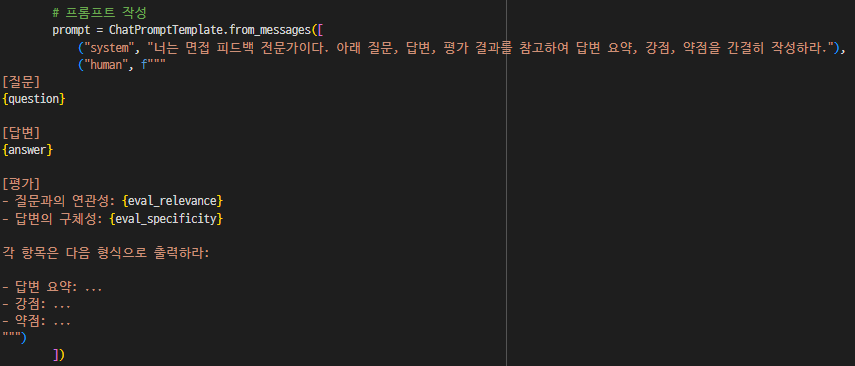 # 프롬프트 작성
prompt = ChatPromptTemplate.from_messages([
("system", "너는 면접 피드백 전문가이다. 아래 질문, 답변, 평가 결과를 참고하여 답변 요약, 강점, 약점을 간결히 작성하라."),
("human", f"""
[질문]
{question}
[답변]
{answer}
[평가]
- 질문과의 연관성: {eval_relevance}
- 답변의 구체성: {eval_specificity}
각 항목은 다음 형식으로 출력하라:
- 답변 요약: ...
- 강점: ...
- 약점: ...
""")
])